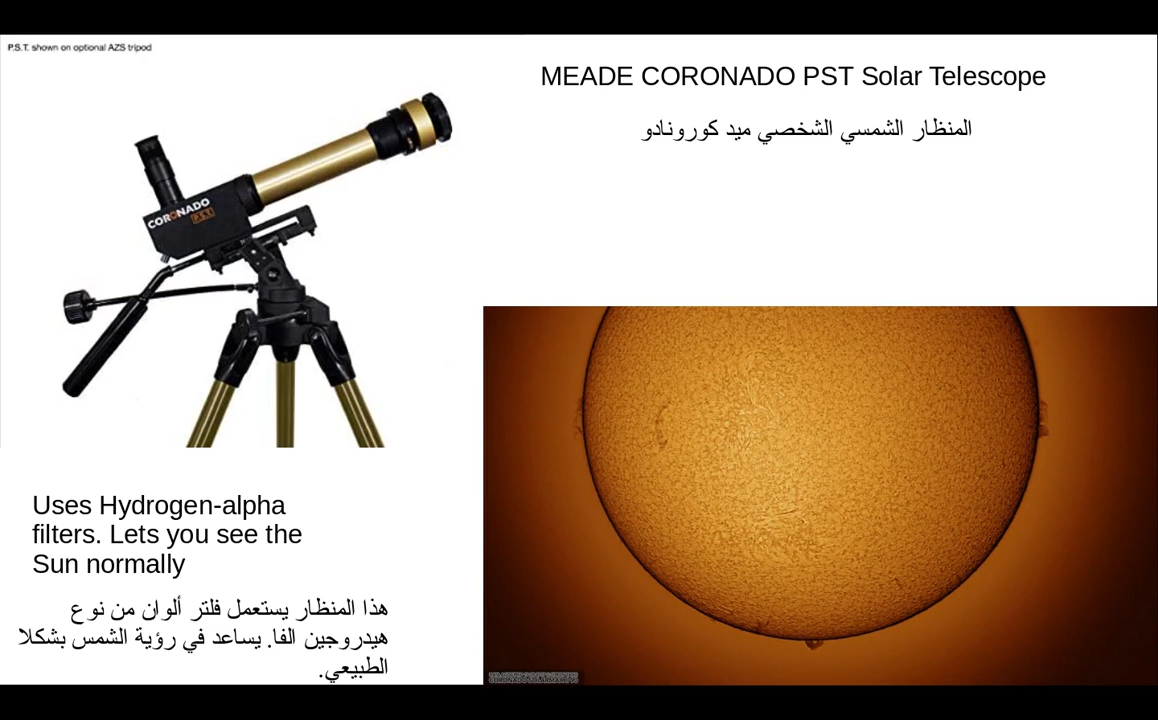 P.S.T. shown on optional AZS tripod
MEADE CORONADO PST Solar Telescope
المنظار الشمسي الشخصي ميد كورونادو
CORONADO
P.S.T.
Uses Hydrogen-alpha
filters. Lets you see the
Sun normally
هذا المنظار يستعمل فلتر ألوان من نوع
هيدروجين الفا. يساعد في رؤية الشمس بشكلا
الطبيعي.